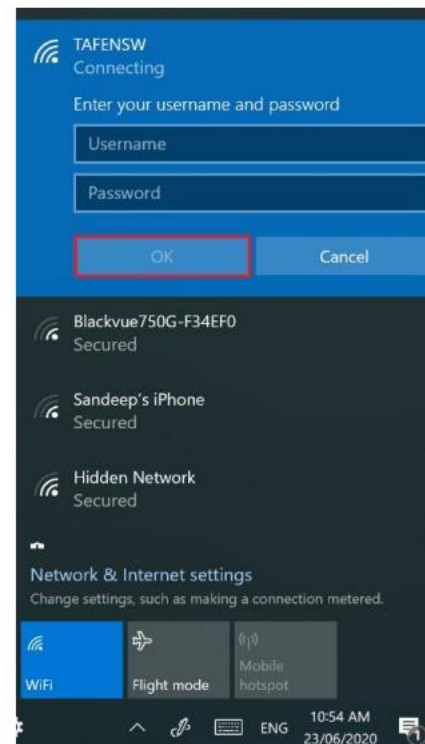 TAFENSW
Connecting
Enter your username and password
Username
Password
OK Cancel
Blackvue750G-F34EF0
Secured
Sandeep's iPhone
Secured
Hidden Network
Secured
Network & Internet settings
Change settings, such as making a connection metered.
WiFi
Flight mode
Mobile
hotspot
ENG
10:54 AM
23/06/2020
1